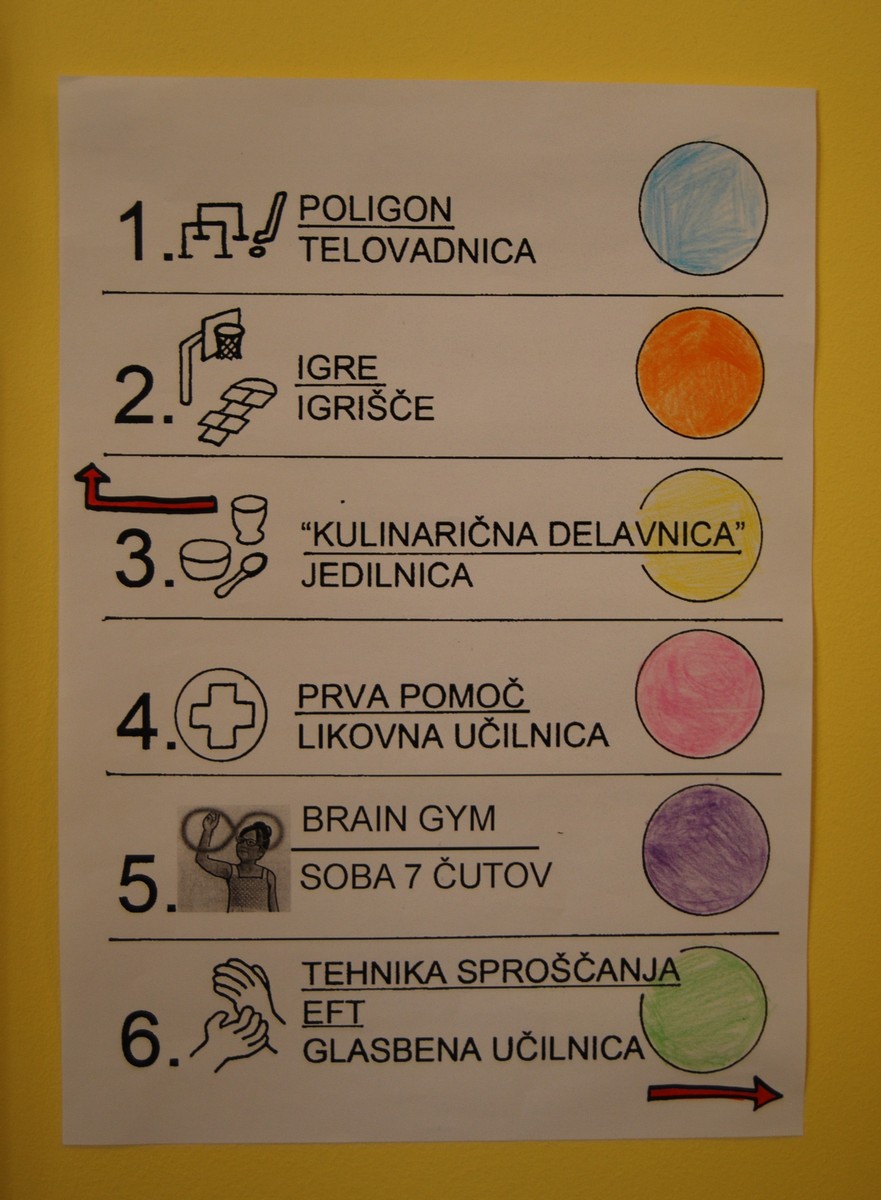 1. POLIGON
TELOVADNICA
2. IGRE
IGRIŠČE
3. “KULINARIČNA DELAVNICA”
JEDILNICA
4. PRVA POMOČ
LIKOVNA UČILNICA
5. BRAIN GYM
SOBA 7 ČUTOV
6. TEHNIKA SPROŠČANJA
EFT
GLASBENA UČILNICA